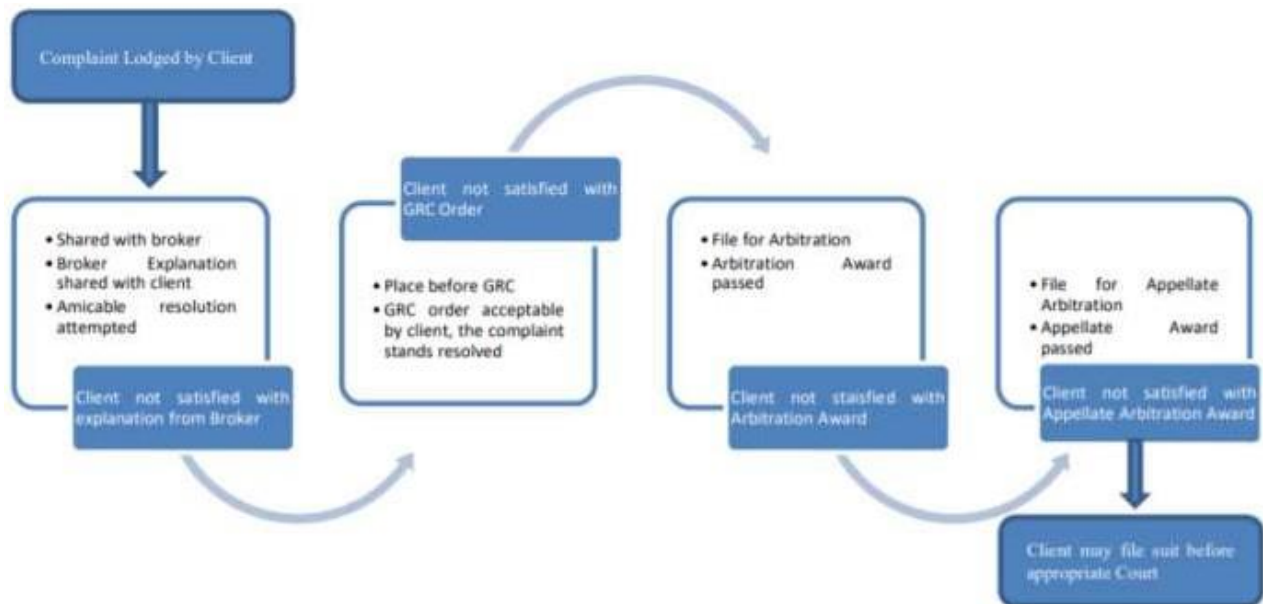 Complaint Lodged by Client
• Shared with broker
• Broker Explanation
shared with client
• Amicable resolution
attempted
Client not satisfied with
explanation from Broker
Client not satisfied with
GRC Order
• Place before GRC
• GRC order acceptable
by client, the complaint
stands resolved
• File for Arbitration
• Arbitration Award
passed
Client not staisfied with
Arbitration Award
• File for Appellate
Arbitration
• Appellate Award
passed
Client not satisfied with
Appellate Arbitration Award
Client may file suit before
appropriate Court